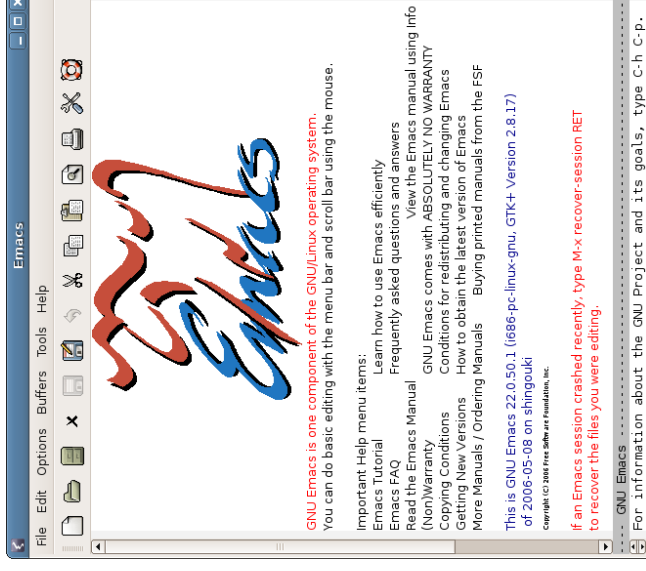 Emacs
File Edit Options Buffers Tools Help
Emacs
GNU Emacs is one component of the GNU/Linux operating system.
You can do basic editing with the menu bar and scroll bar using the mouse.
Important Help menu items:
Emacs Tutorial Learn how to use Emacs efficiently
Emacs FAQ Frequently asked questions and answers
Read the Emacs Manual View the Emacs manual using Info
(Non)Warranty GNU Emacs comes with ABSOLUTELY NO WARRANTY
Copying Conditions Conditions for redistributing and changing Emacs
Getting New Versions How to obtain the latest version of Emacs
More Manuals / Ordering Manuals Buying printed manuals from the FSF
This is GNU Emacs 22.0.50.1 (i686-pc-linux-gnu, GTK+ Version 2.8.17)
of 2006-05-08 on shingouki
Copyright (C) 2006 Free Software Foundation, Inc.
If an Emacs session crashed recently, type M-x recover-session RET
to recover the files you were editing.
GNU Emacs
For information about the GNU Project and its goals, type C-h C-p.